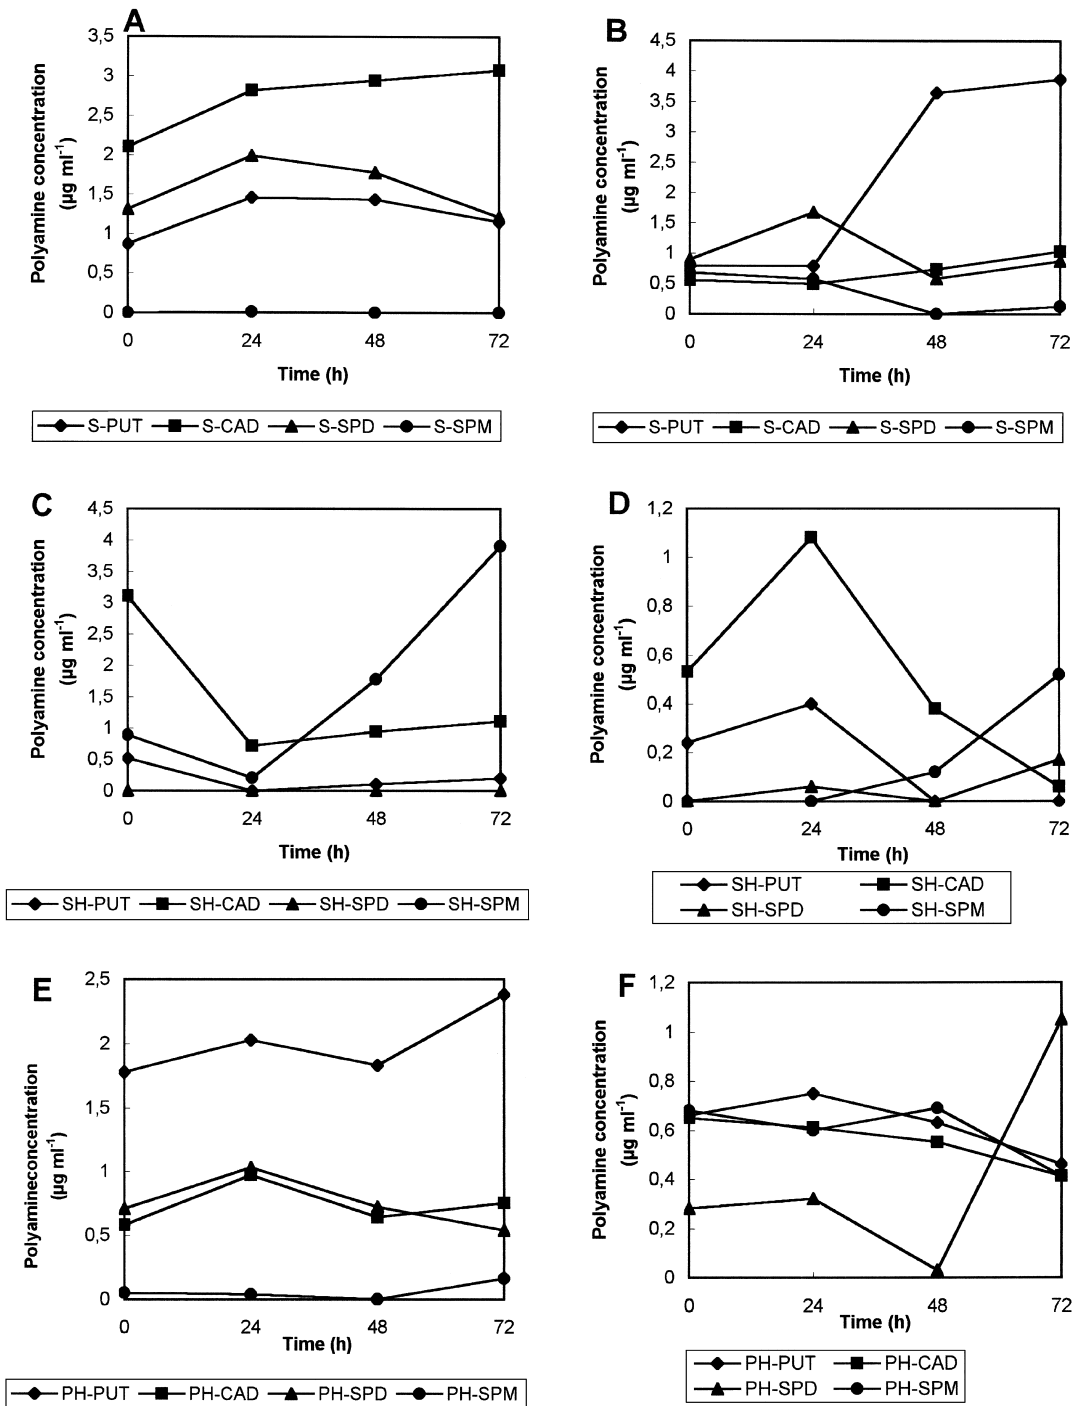 A
3,5
3
2,5
2
1,5
1
0,5
0
0 24 48 72
Polyamine concentration
(µg ml-1)
Time (h)
S-PUT S-CAD S-SPD S-SPM
B
4,5
4
3,5
3
2,5
2
1,5
1
0,5
0
0 24 48 72
Polyamine concentration
(µg ml-1)
Time (h)
S-PUT S-CAD S-SPD S-SPM
C
4,5
4
3,5
3
2,5
2
1,5
1
0,5
0
0 24 48 72
Polyamine concentration
(µg ml-1)
Time (h)
SH-PUT SH-CAD SH-SPD SH-SPM
D
1,2
1
0,8
0,6
0,4
0,2
0
0 24 48 72
Polyamine concentration
(µg ml-1)
Time (h)
SH-PUT SH-CAD
SH-SPD SH-SPM
E
2,5
2
1,5
1
0,5
0
0 24 48 72
Polyamineconcentration
(µg ml-1)
Time (h)
PH-PUT PH-CAD PH-SPD PH-SPM
F
1,2
1
0,8
0,6
0,4
0,2
0
0 24 48 72
Polyamine concentration
(µg ml-1)
Time (h)
PH-PUT PH-CAD
PH-SPD PH-SPM